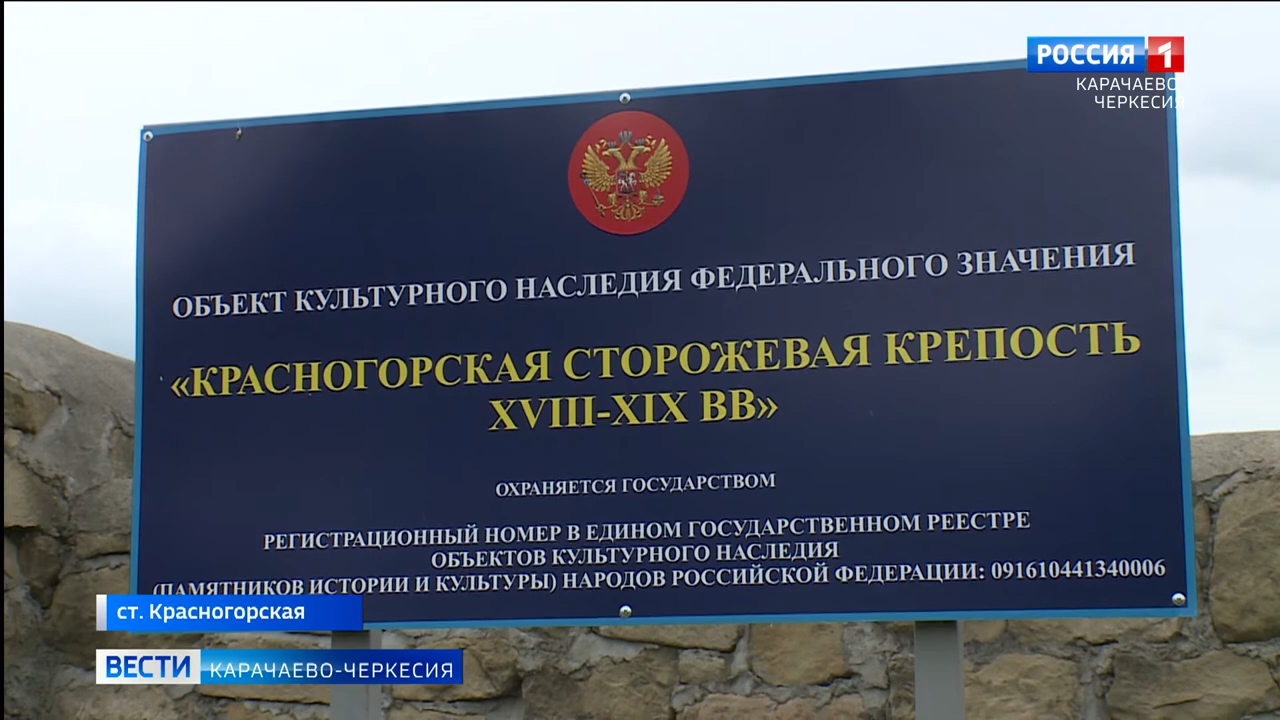 РОССИЯ 1
КАРАЧАЕВО
ЧЕРКЕСИЯ
ОБЪЕКТ КУЛЬТУРНОГО НАСЛЕДИЯ ФЕДЕРАЛЬНОГО ЗНАЧЕНИЯ
«КРАСНОГОРСКАЯ СТОРОЖЕВАЯ КРЕПОСТЬ
XVIII-XIX ВВ»
ОХРАНЯЕТСЯ ГОСУДАРСТВОМ
РЕГИСТРАЦИОННЫЙ НОМЕР В ЕДИНОМ ГОСУДАРСТВЕННОМ РЕЕСТРЕ
ОБЪЕКТОВ КУЛЬТУРНОГО НАСЛЕДИЯ
(ПАМЯТНИКОВ ИСТОРИИ И КУЛЬТУРЫ) НАРОДОВ РОССИЙСКОЙ ФЕДЕРАЦИИ: 091610441340006
ст. Красногорская
ВЕСТИ КАРАЧАЕВО-ЧЕРКЕСИЯ